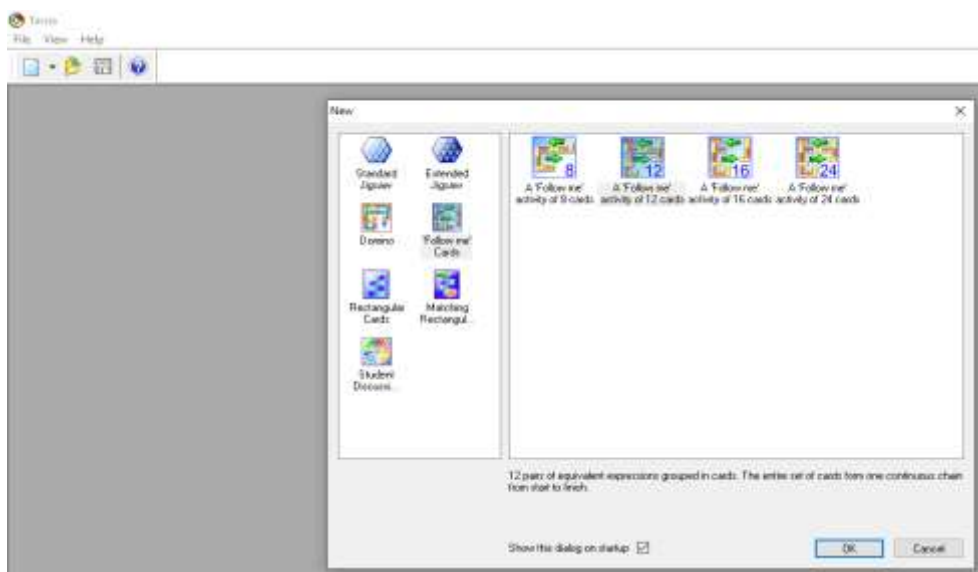 Tarsia
File View Help
New
Standard
Jigsaw
Extended
Jigsaw
Domino
'Follow me'
Cards
Rectangular
Cards
Matching
Rectangul...
Student
Discussi...
8
A 'Follow me'
activity of 8 cards
12
A 'Follow me'
activity of 12 cards
16
A 'Follow me'
activity of 16 cards
24
A 'Follow me'
activity of 24 cards
12 pairs of equivalent expressions grouped in cards. The entire set of cards form one continuous chain
from start to finish.
Show this dialog on startup
OK
Cancel